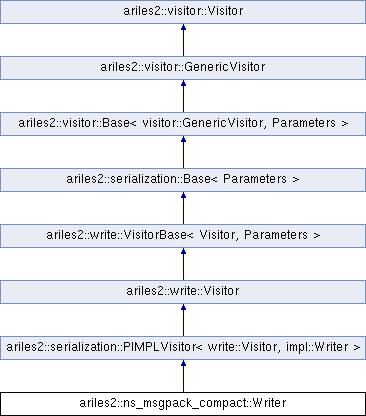 ariles2::visitor::Visitor
ariles2::visitor::GenericVisitor
ariles2::visitor::Base< visitor::GenericVisitor, Parameters >
ariles2::serialization::Base< Parameters >
ariles2::write::VisitorBase< Visitor, Parameters >
ariles2::write::Visitor
ariles2::serialization::PIMPLVisitor< write::Visitor, impl::Writer >
ariles2::ns_msgpack_compact::Writer